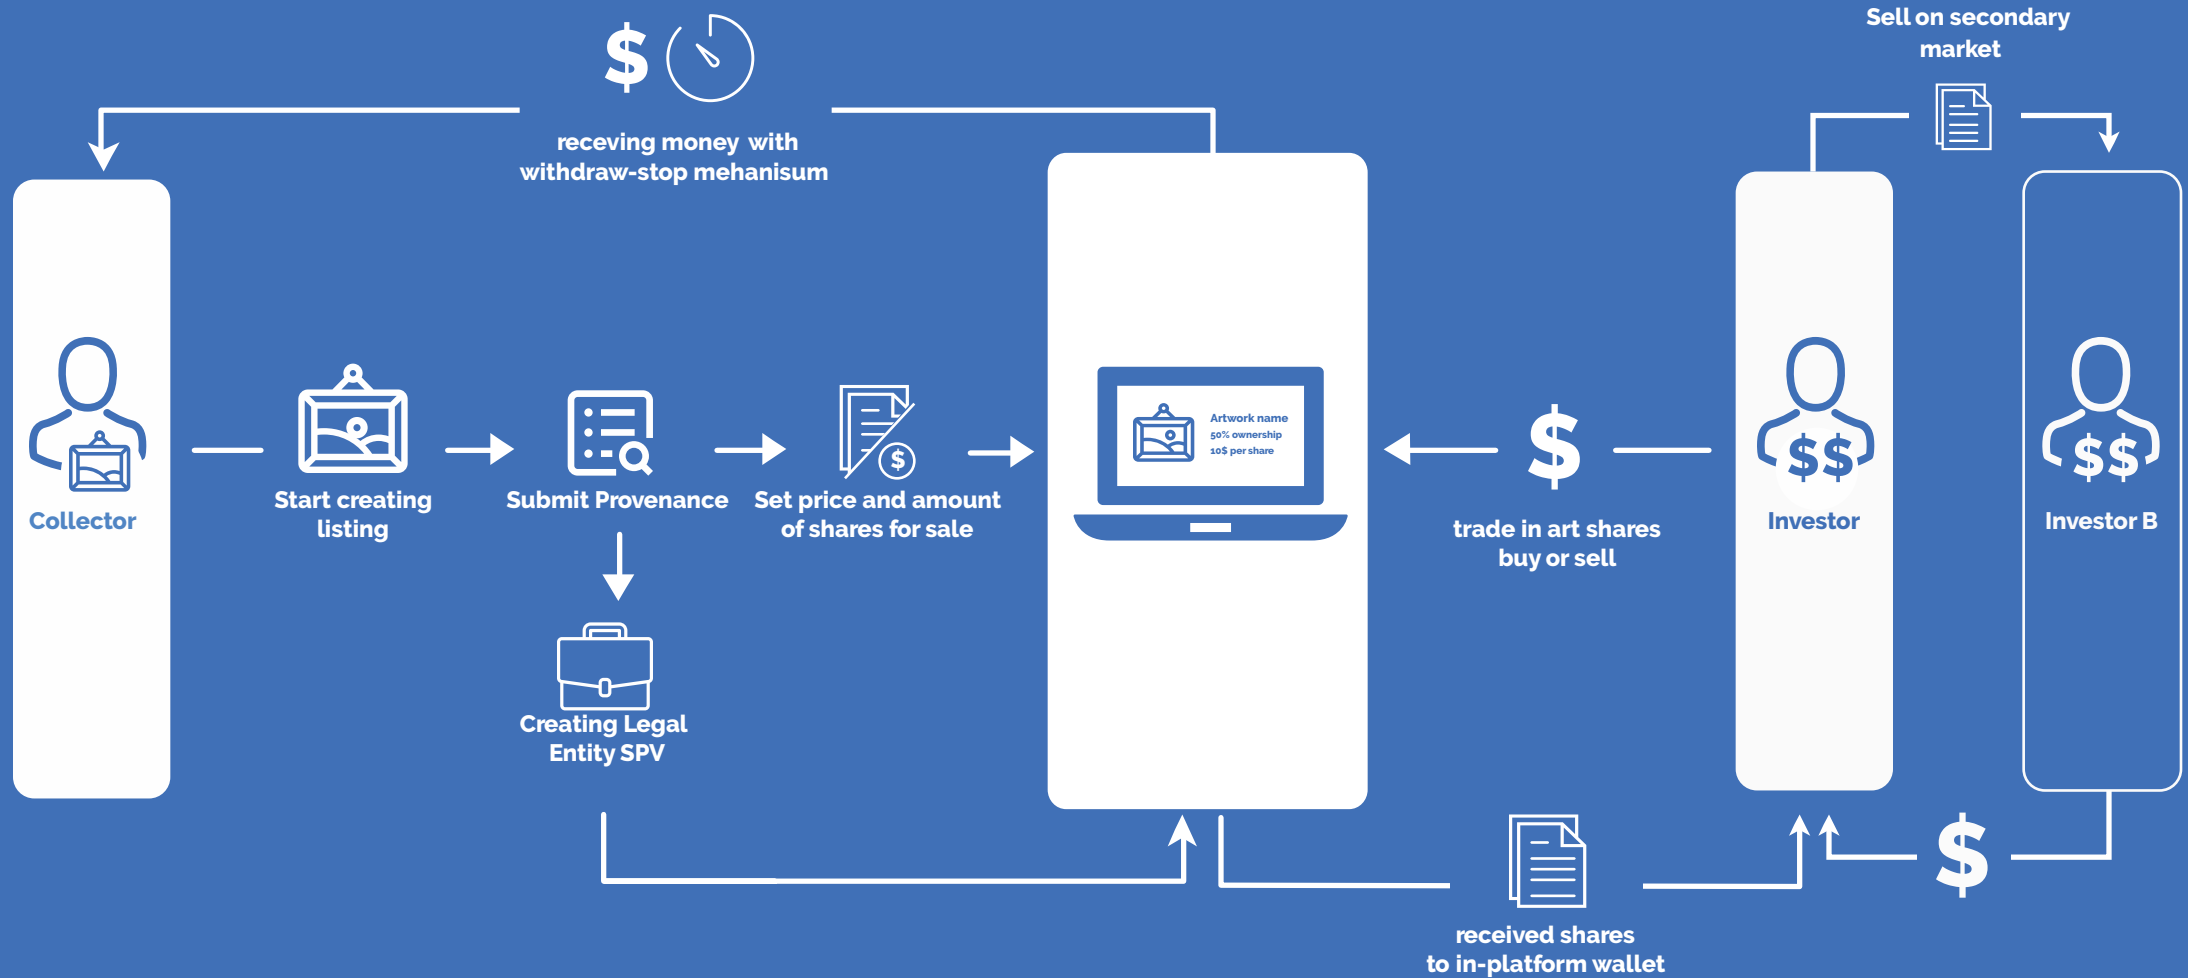 Sell on secondary
market
$
receving money with
withdraw-stop mehanisum
Collector
Start creating
listing
Submit Provenance
$
Set price and amount
of shares for sale
Creating Legal
Entity SPV
Artwork name
50% ownership
10$ per share
$
trade in art shares
buy or sell
$$
Investor
$$
Investor B
$
received shares
to in-platform wallet